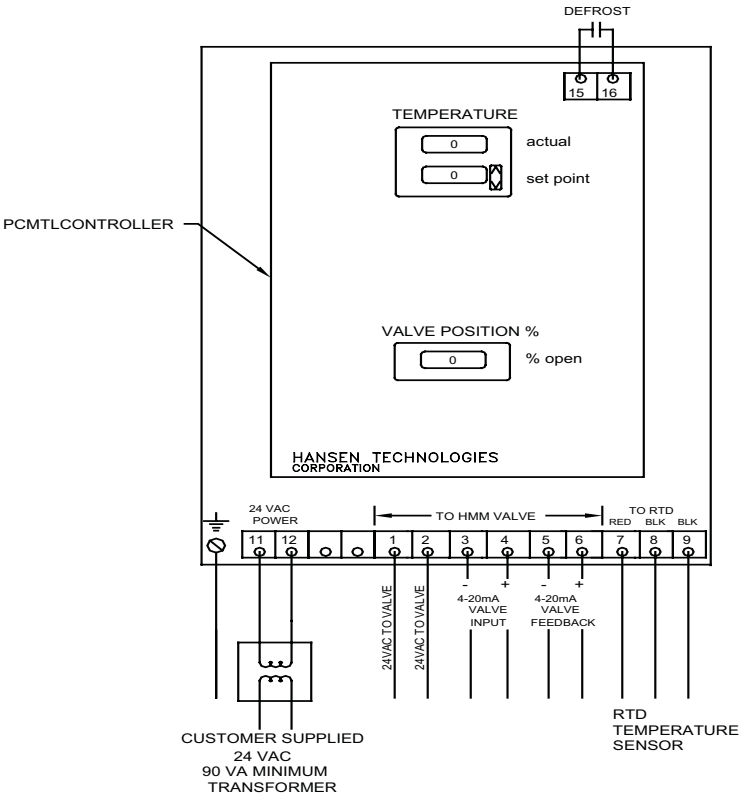 DEFROST
15 16
TEMPERATURE
0 actual
0 set point
PCMTLCONTROLLER
VALVE POSITION %
0 % open
HANSEN TECHNOLOGIES
CORPORATION
24 VAC
POWER
TO HMM VALVE
TO RTD
RED BLK BLK
11 12 1 2 3 4 5 6 7 8 9
24VAC TO VALVE
24VAC TO VALVE
- +
4-20mA
VALVE
INPUT
- +
4-20mA
VALVE
FEEDBACK
RTD
TEMPERATURE
SENSOR
CUSTOMER SUPPLIED
24 VAC
90 VA MINIMUM
TRANSFORMER